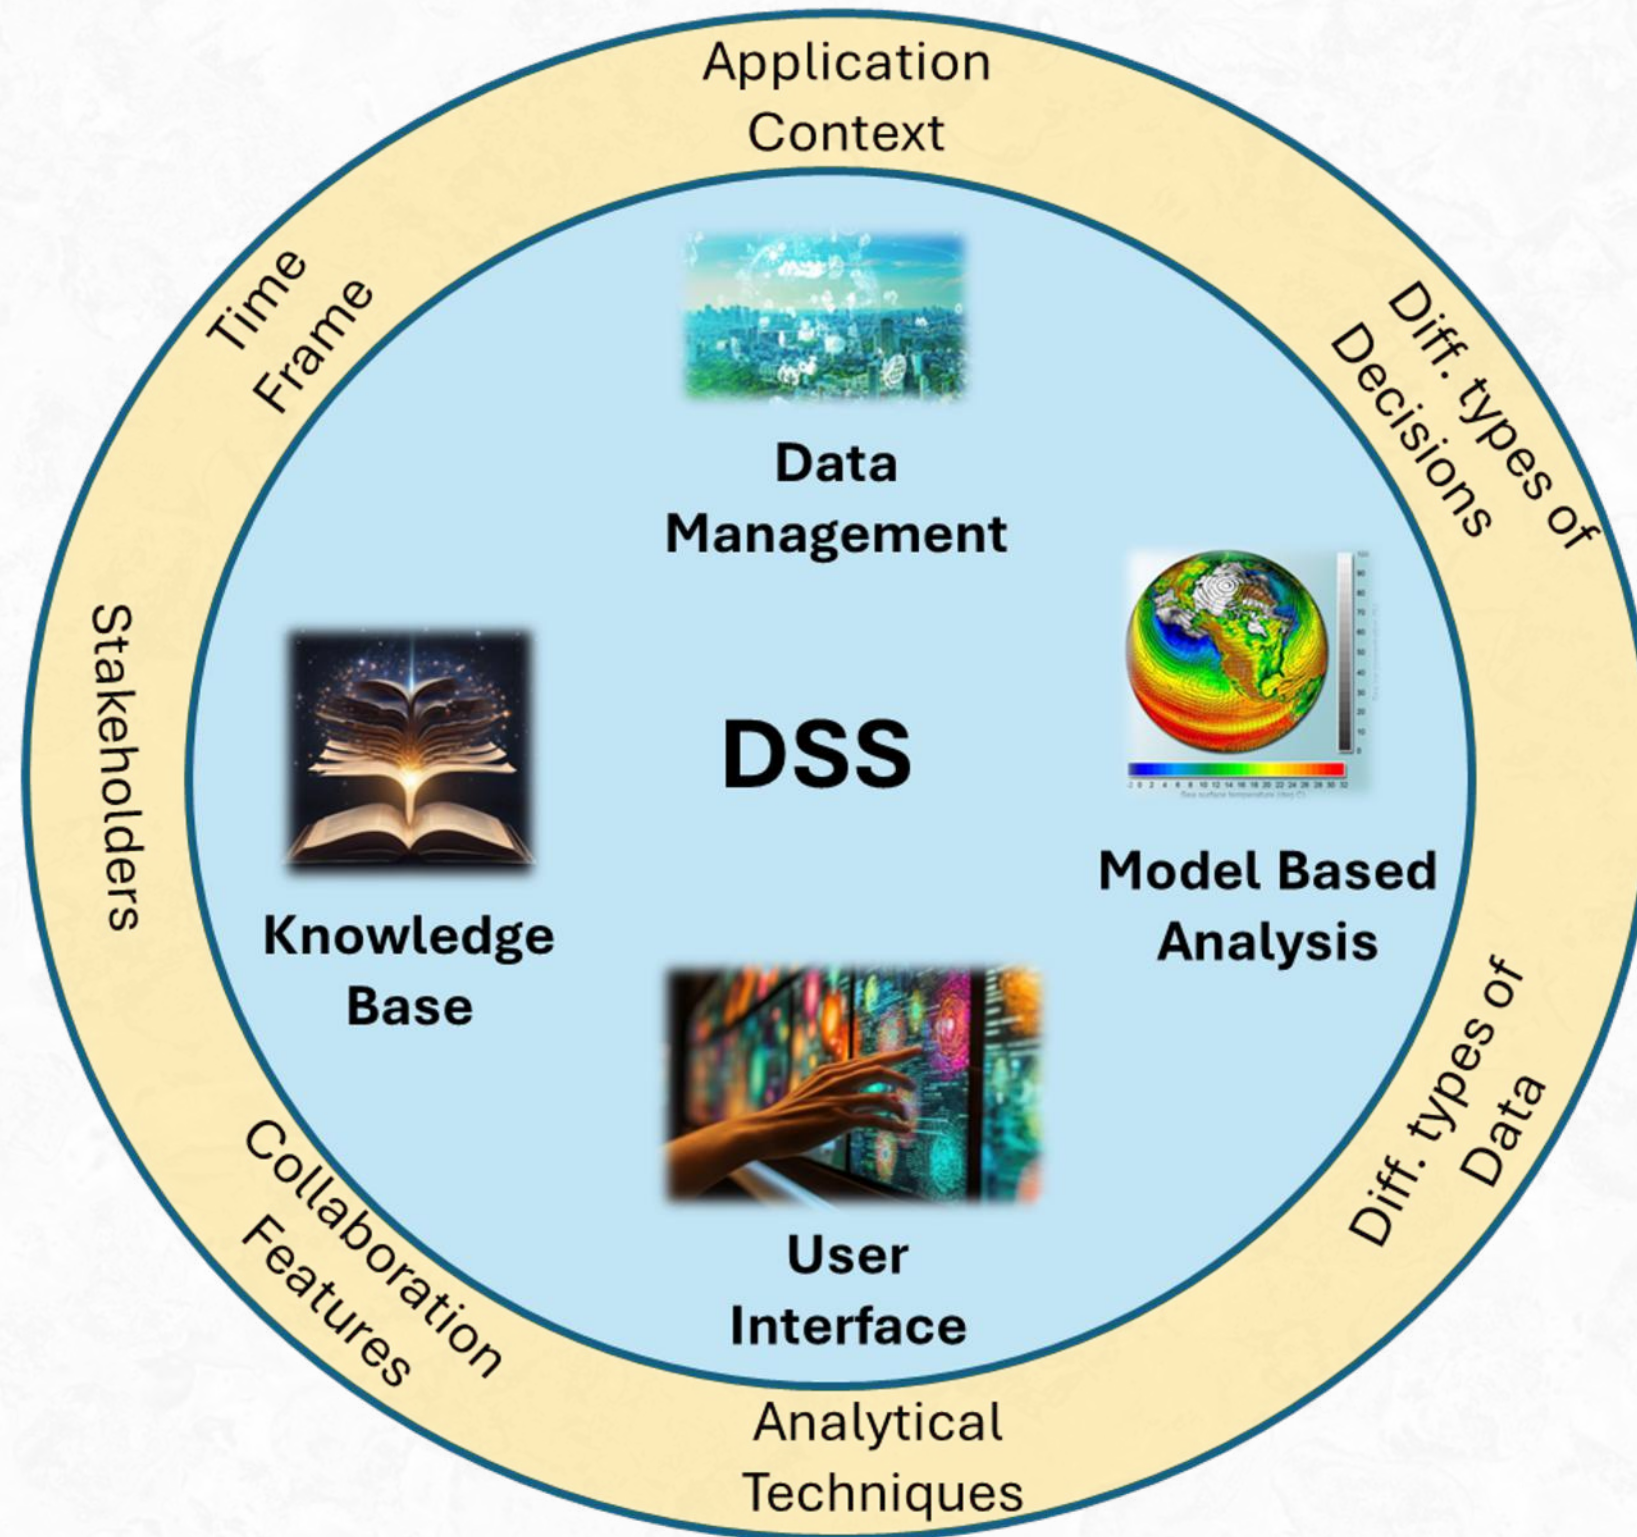 Application
Context
Diff. types of
Decisions
Diff. types of
Data
Analytical
Techniques
Collaboration
Features
Stakeholders
Time
Frame
Data
Management
DSS
Knowledge
Base
Model Based
Analysis
User
Interface